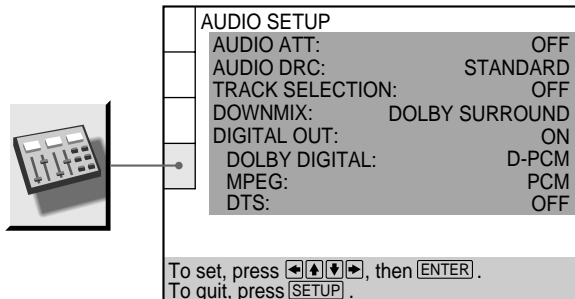 AUDIO SETUP
AUDIO ATT: OFF
AUDIO DRC: STANDARD
TRACK SELECTION: OFF
DOWNMIX: DOLBY SURROUND
DIGITAL OUT: ON
DOLBY DIGITAL: D-PCM
MPEG: PCM
DTS: OFF
To set, press ←↑↓→, then ENTER.
To quit, press SETUP.